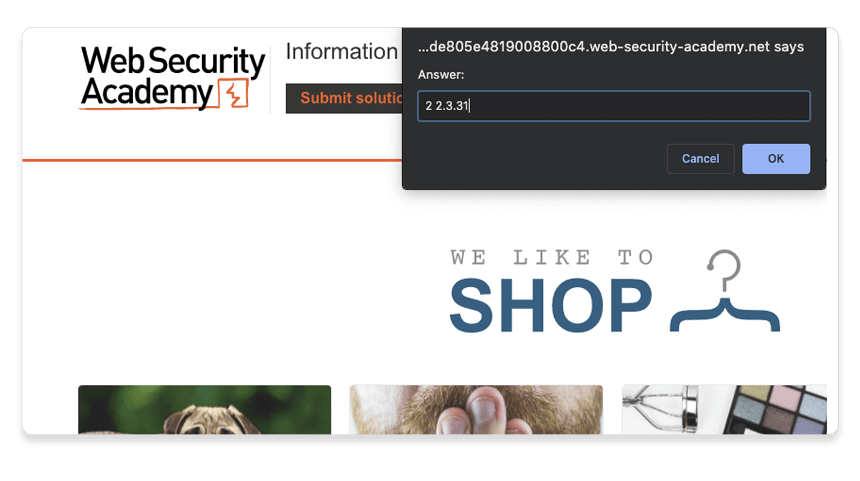 Web Security
Academy
Information
Submit solutio
...de805e4819008800c4.web-security-academy.net says
Answer:
2 2.3.31
Cancel
OK
WE LIKE TO
SHOP